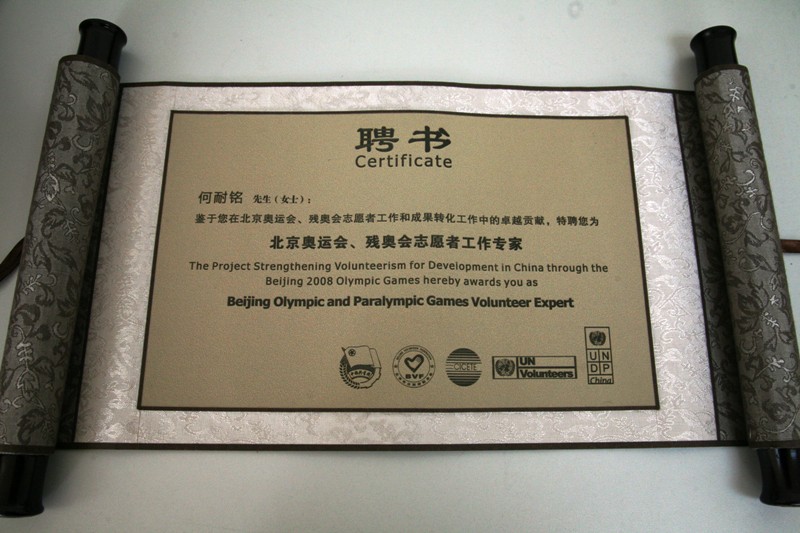 聘书
Certificate
何耐铭 先生（女士）：
鉴于您在北京奥运会、残奥会志愿者工作和成果转化工作中的卓越贡献，特聘您为
北京奥运会、残奥会志愿者工作专家
The Project Strengthening Volunteerism for Development in China through the
Beijing 2008 Olympic Games hereby awards you as
Beijing Olympic and Paralympic Games Volunteer Expert
BVF
CICETE
UN
Volunteers
UN
DP
China